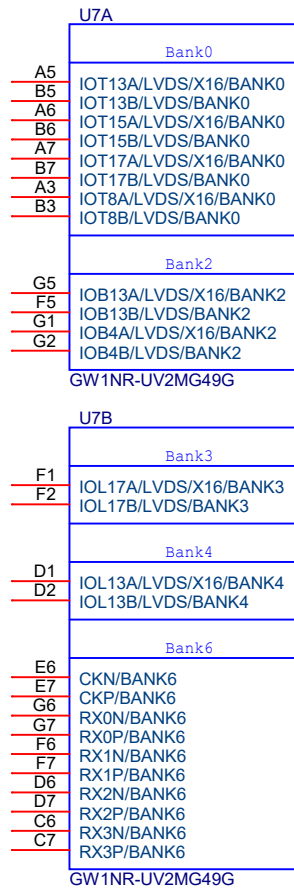 U7A
Bank0
A5 IOT13A/LVDS/X16/BANK0
B5 IOT13B/LVDS/BANK0
A6 IOT15A/LVDS/X16/BANK0
B6 IOT15B/LVDS/BANK0
A7 IOT17A/LVDS/X16/BANK0
B7 IOT17B/LVDS/BANK0
A3 IOT8A/LVDS/X16/BANK0
B3 IOT8B/LVDS/BANK0
Bank2
G5 IOB13A/LVDS/X16/BANK2
F5 IOB13B/LVDS/BANK2
G1 IOB4A/LVDS/X16/BANK2
G2 IOB4B/LVDS/BANK2
GW1NR-UV2MG49G
U7B
Bank3
F1 IOL17A/LVDS/X16/BANK3
F2 IOL17B/LVDS/BANK3
Bank4
D1 IOL13A/LVDS/X16/BANK4
D2 IOL13B/LVDS/BANK4
Bank6
E6 CKN/BANK6
E7 CKP/BANK6
G6 RX0N/BANK6
G7 RX0P/BANK6
F6 RX1N/BANK6
F7 RX1P/BANK6
D6 RX2N/BANK6
D7 RX2P/BANK6
C6 RX3N/BANK6
C7 RX3P/BANK6
GW1NR-UV2MG49G